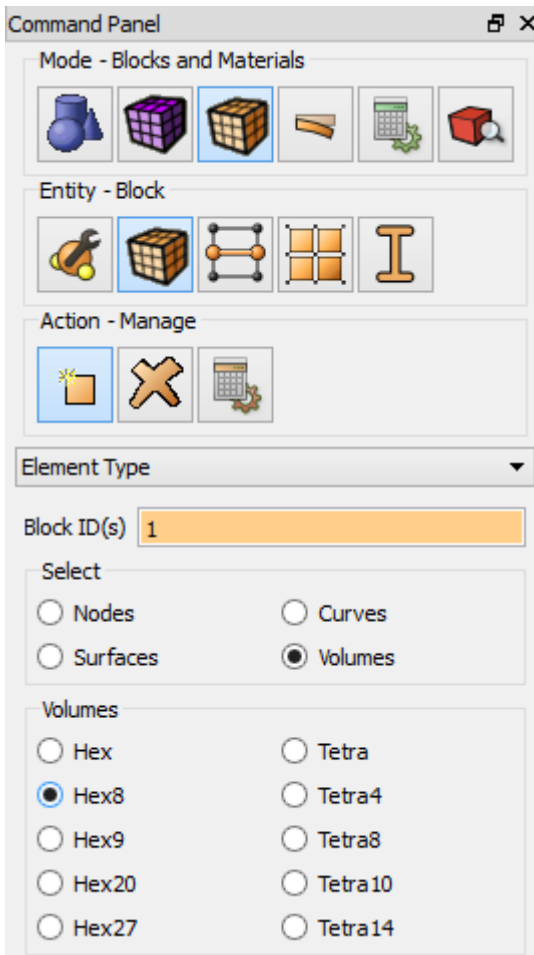 Command Panel
Mode - Blocks and Materials
Entity - Block
Action - Manage
Element Type
Block ID(s) 1
Select
Nodes Curves
Surfaces Volumes
Volumes
Hex Tetra
Hex8 Tetra4
Hex9 Tetra8
Hex20 Tetra10
Hex27 Tetra14